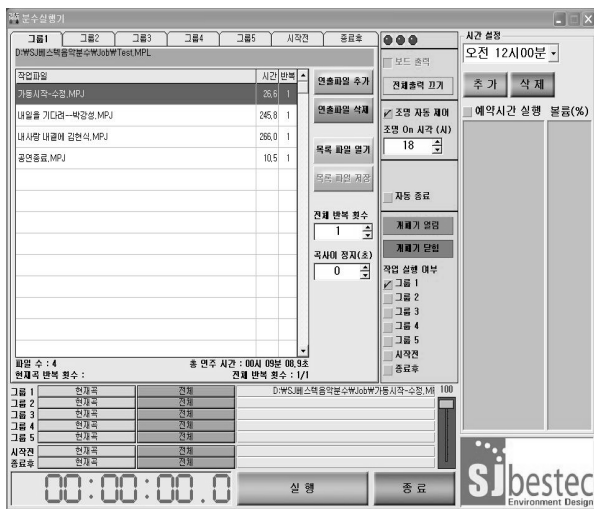 분수실행기
그룹1 그룹2 그룹3 그룹4 그룹5 시작전 종료후
D:₩SJ베스텍음악분수₩Job₩Test,MPL
작업파일 시간 반복
가동시작-수정,MPJ 26,6 1
내일을 기다려-박강성,MPJ 245,8 1
내사랑 내곁에 김현식,MPJ 266,0 1
공연종료,MPJ 10,5 1
연출파일 추가
연출파일 삭제
목록 파일 열기
목록 파일 저장
전체 반복 횟수
1
곡사이 정지(초)
0
파일 수 : 4 총 연주 시간 : 00시 09분 08,9초
현재곡 반복 횟수 : 전체 반복 횟수 : 1/1
보드 출력
전체출력 끄기
조명 자동 제어
조명 On 시각 (시)
18
자동 종료
개폐기 열림
개폐기 닫힘
작업 실행 여부
그룹 1
그룹 2
그룹 3
그룹 4
그룹 5
시작전
종료후
시간 설정
오전 12시00분
추 가 삭 제
예약시간 실행 볼륨(%)
그룹 1 현재곡 전체 D:₩SJ베스텍음악분수₩Job₩가동시작-수정,MF 100
그룹 2 현재곡 전체
그룹 3 현재곡 전체
그룹 4 현재곡 전체
그룹 5 현재곡 전체
시작전 현재곡 전체
종료후 현재곡 전체
00:00:00.0
실 행 종 료
SJbestec
Environment Design